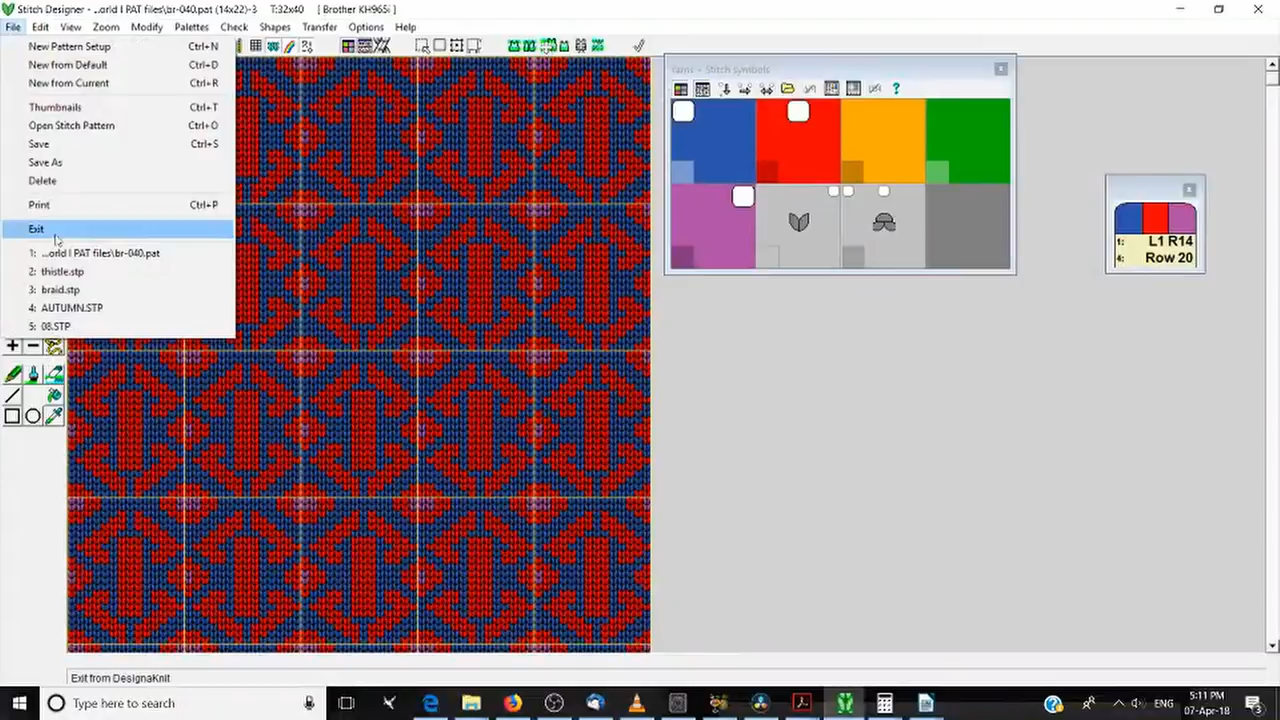 Stitch Designer - ...orld I PAT files\br-040.pat (14x22)-3 T:32x40 [ Brother KH965i ]
File Edit View Zoom Modify Palettes Check Shapes Transfer Options Help
New Pattern Setup Ctrl+N
New from Default Ctrl+D
New from Current Ctrl+R
Thumbnails Ctrl+T
Open Stitch Pattern Ctrl+O
Save Ctrl+S
Save As
Delete
Print Ctrl+P
Exit
1: ...orld I PAT files\br-040.pat
2: thistle.stp
3: braid.stp
4: AUTUMN.STP
5: 08.STP
- Stitch symbols
1: L1 R14
4: Row 20
Exit from DesignaKnit
Type here to search
ENG
5:11 PM
07-Apr-18
3